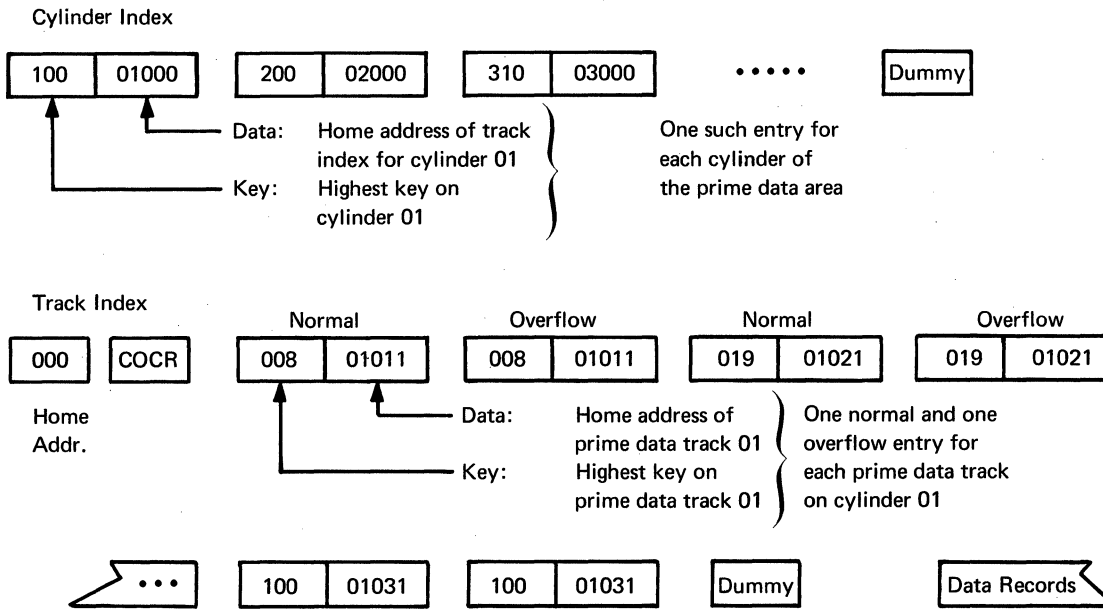 Cylinder Index
100 01000 200 02000 310 03000 ..... Dummy
Data: Home address of track
index for cylinder 01
Key: Highest key on
cylinder 01
One such entry for
each cylinder of
the prime data area
Track Index
Normal Overflow Normal Overflow
000 COCR 008 01011 008 01011 019 01021 019 01021
Home
Addr.
Data: Home address of
prime data track 01
Key: Highest key on
prime data track 01
One normal and one
overflow entry for
each prime data track
on cylinder 01
... 100 01031 100 01031 Dummy Data Records